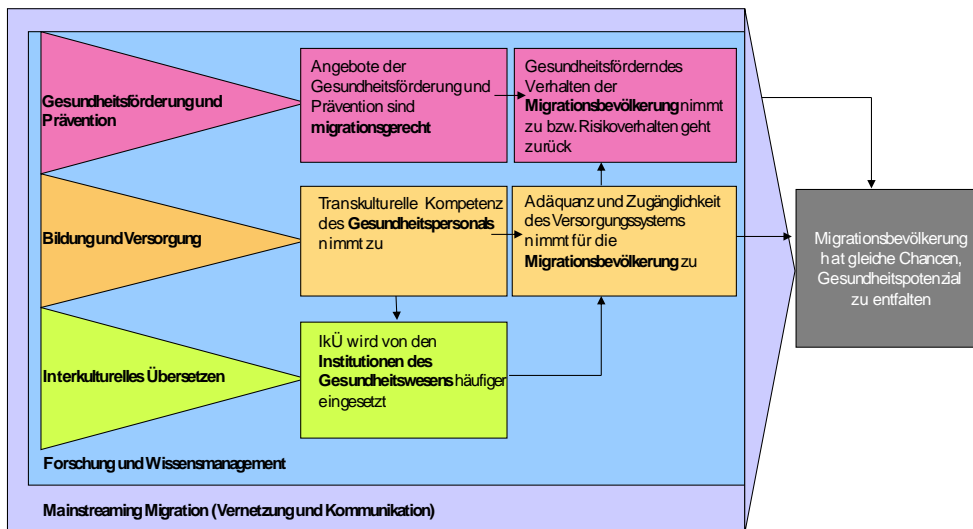 Gesundheitsförderung und
Prävention
Angebote der
Gesundheitsförderung und
Prävention sind
migrationsgerecht
Gesundheitsförderndes
Verhalten der
Migrationsbevölkerung nimmt
zu bzw. Risikoverhalten geht
zurück
Bildung und Versorgung
Transkulturelle Kompetenz
des Gesundheitspersonals
nimmt zu
Adäquanz und Zugänglichkeit
des Versorgungssystems
nimmt für die
Migrationsbevölkerung zu
Migrationsbevölkerung
hat gleiche Chancen,
Gesundheitspotenzial
zu entfalten
Interkulturelles Übersetzen
IkÜ wird von den
Institutionen des
Gesundheitswesens häufiger
eingesetzt
Forschung und Wissensmanagement
Mainstreaming Migration (Vernetzung und Kommunikation)